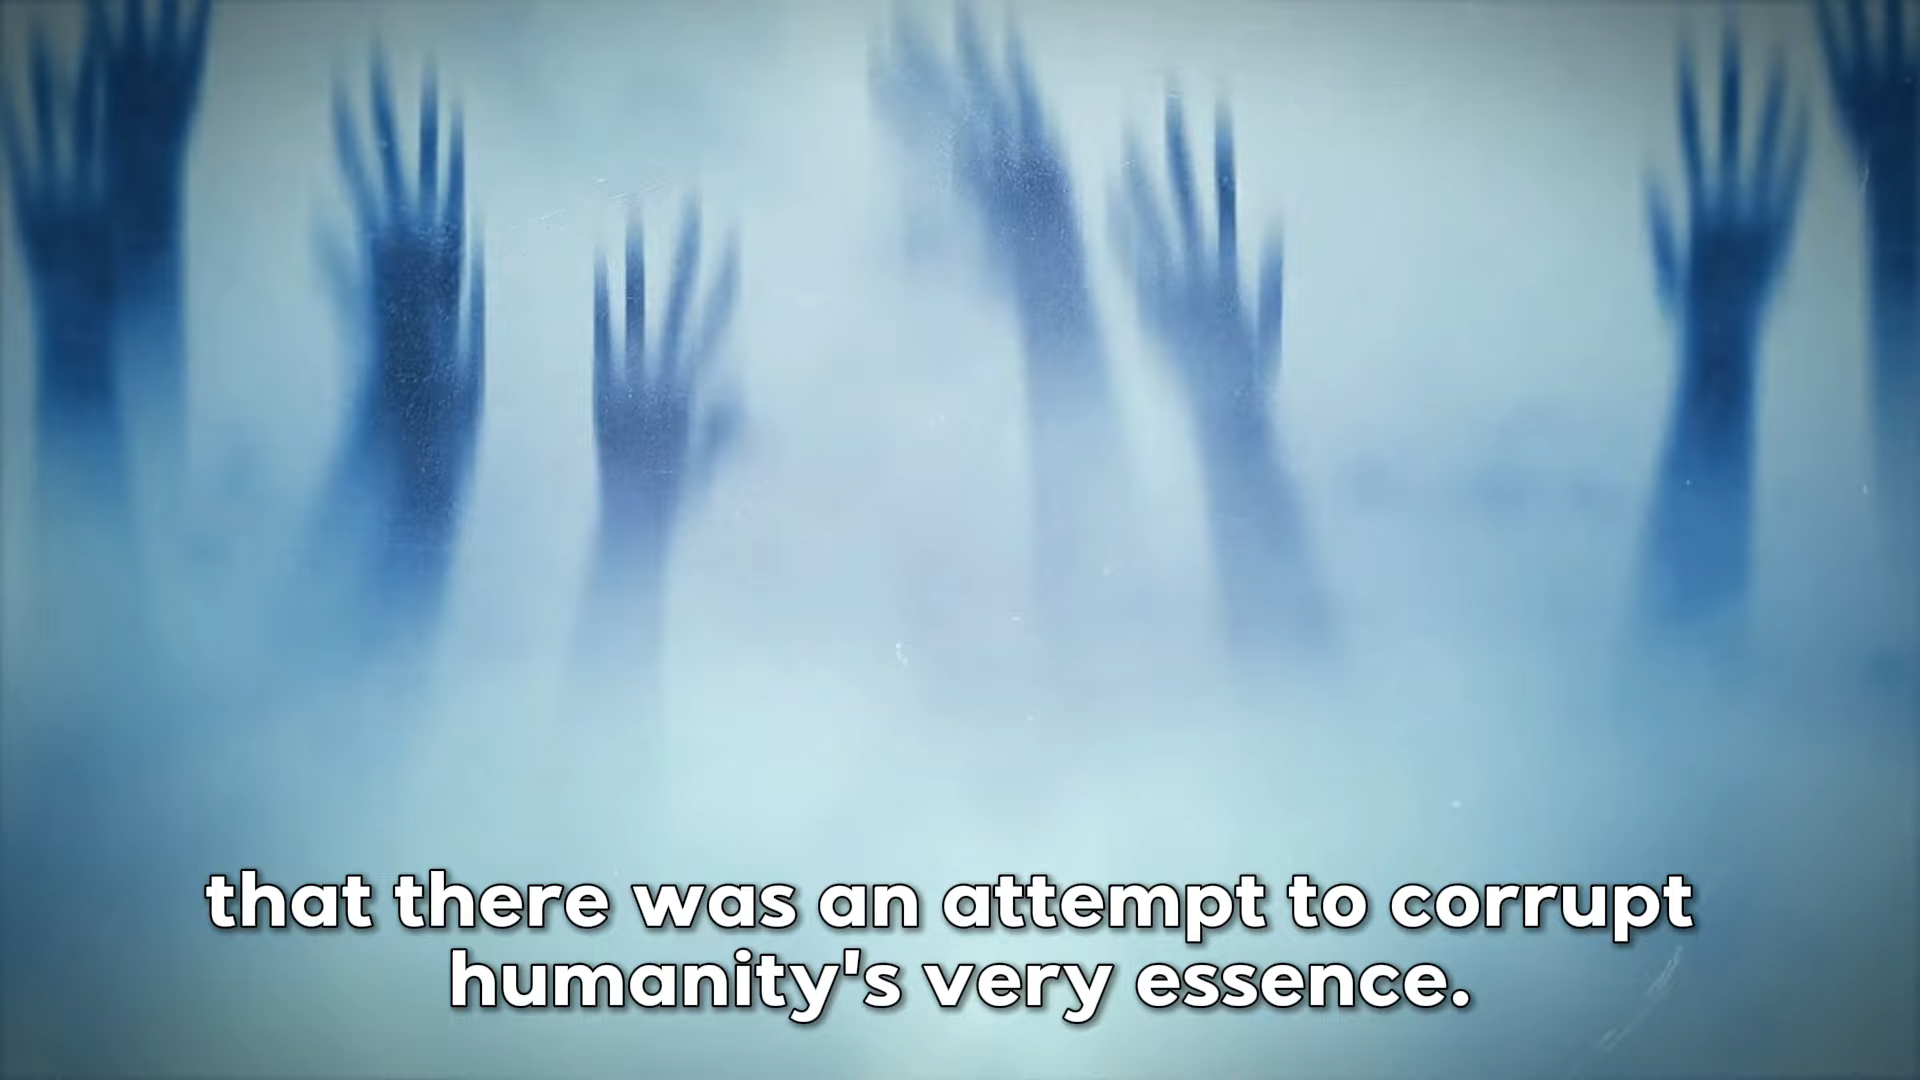 that there was an attempt to corrupt
humanity's very essence.